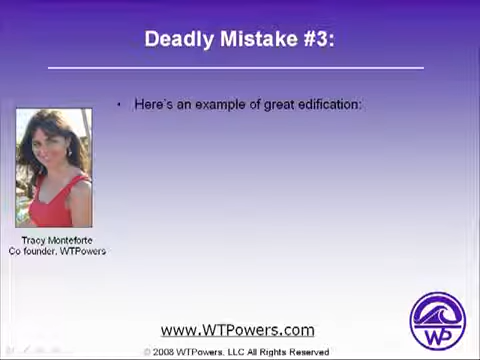 Deadly Mistake #3:
• Here's an example of great edification:
Tracy Monteforte
Co founder, WTPowers
WP
www.WTPowers.com
© 2008 WTPowers, LLC All Rights Reserved